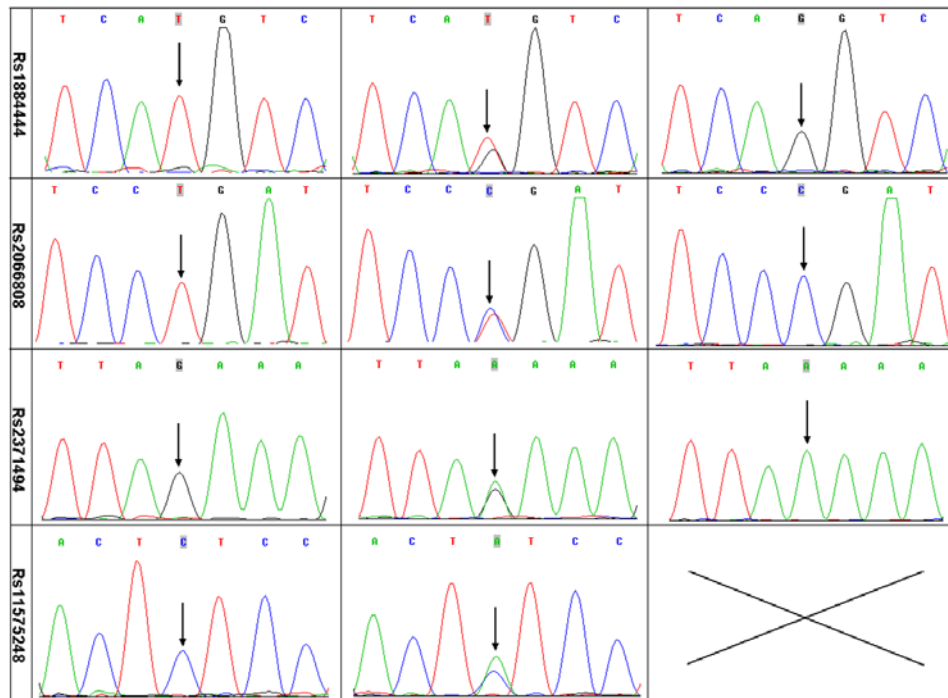 Rs1884444
T C A T G T C
T C A T G T C
T C A G G T C
Rs2066808
T C C T G A T
T C C C G A T
T C C C G A T
Rs2371494
T T A G A A A
T T A A A A A
T T A A A A A
Rs11575248
A C T C T C C
A C T A T C C